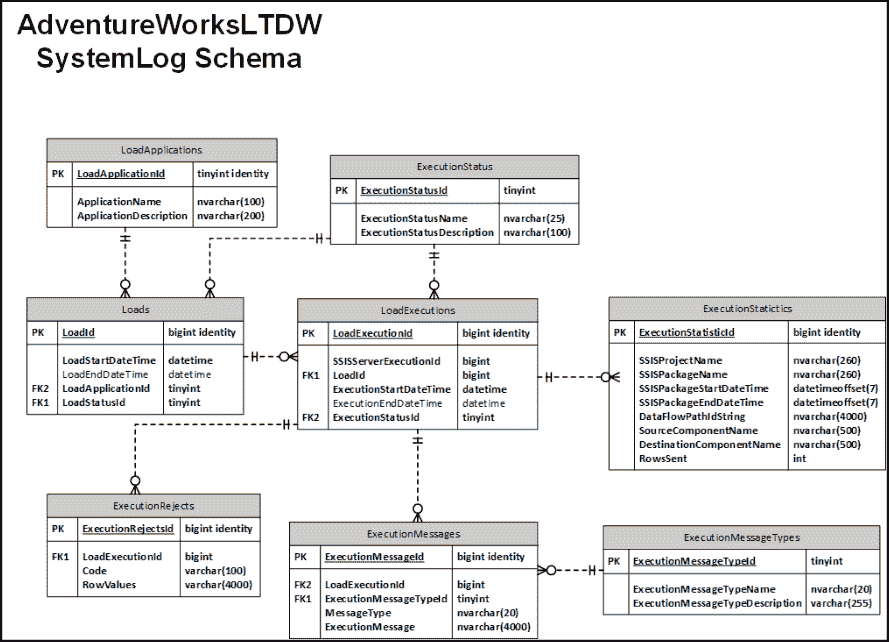 AdventureWorksLTDW
SystemLog Schema
LoadApplications
PK LoadApplicationId tinyint identity
ApplicationName nvarchar(100)
ApplicationDescription nvarchar(200)
ExecutionStatus
PK ExecutionStatusId tinyint
ExecutionStatusName nvarchar(25)
ExecutionStatusDescription nvarchar(100)
Loads
PK LoadId bigint identity
LoadStartDateTime datetime
LoadEndDateTime datetime
FK2 LoadApplicationId tinyint
FK1 LoadStatusId tinyint
LoadExecutions
PK LoadExecutionId bigint identity
SSISServerExecutionId bigint
FK1 LoadId bigint
ExecutionStartDateTime datetime
ExecutionEndDateTime datetime
FK2 ExecutionStatusId tinyint
ExecutionStatictics
PK ExecutionStatisticId bigint identity
SSISProjectName nvarchar(260)
SSISPackageName nvarchar(260)
SSISPackageStartDateTime datetimeoffset(7)
SSISPackageEndDateTime datetimeoffset(7)
DataFlowPathIdString nvarchar(4000)
SourceComponentName nvarchar(500)
DestinationComponentName nvarchar(500)
RowsSent int
ExecutionRejects
PK ExecutionRejectsId bigint identity
FK1 LoadExecutionId bigint
Code varchar(100)
RowValues varchar(4000)
ExecutionMessages
PK ExecutionMessageId bigint identity
FK2 LoadExecutionId bigint
FK1 ExecutionMessageTypeId tinyint
MessageType nvarchar(20)
ExecutionMessage nvarchar(4000)
ExecutionMessageTypes
PK ExecutionMessageTypeId tinyint
ExecutionMessageTypeName nvarchar(20)
ExecutionMessageTypeDescription varchar(255)